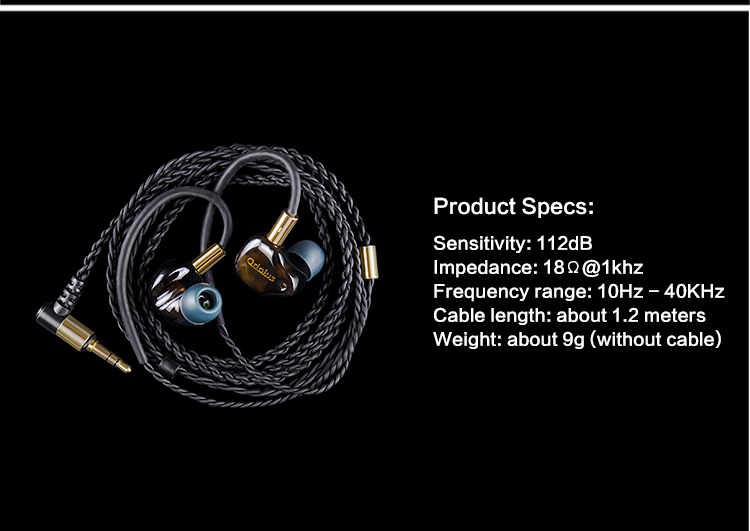 Oriolus
Product Specs:
Sensitivity: 112dB
Impedance: 18Ω@1khz
Frequency range: 10Hz – 40KHz
Cable length: about 1.2 meters
Weight: about 9g (without cable)